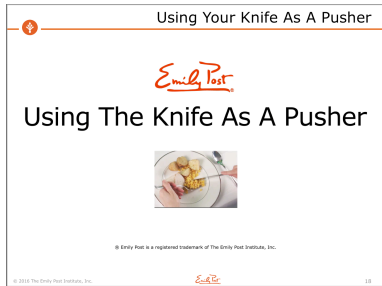 Using Your Knife As A Pusher
Emily Post
Using The Knife As A Pusher
® Emily Post is a registered trademark of The Emily Post Institute, Inc.
© 2016 The Emily Post Institute, Inc.
Emily Post
18